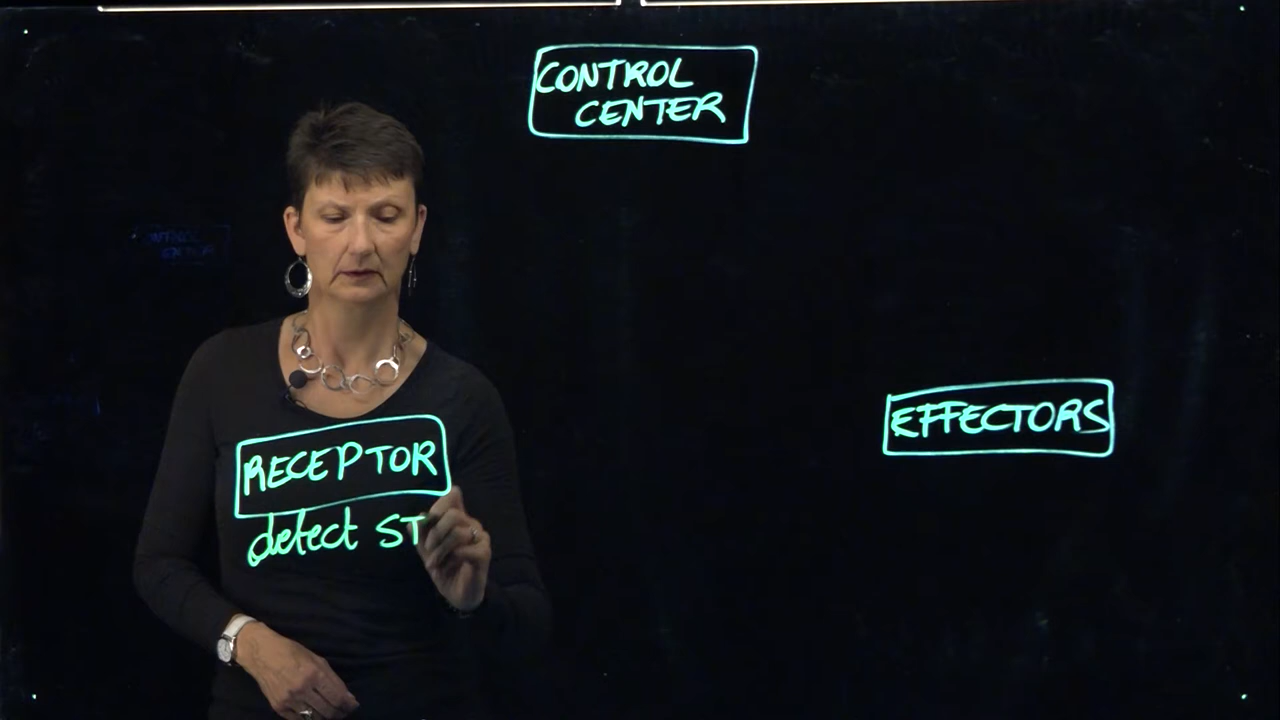 CONTROL
CENTER
EFFECTORS
RECEPTOR
detect ST